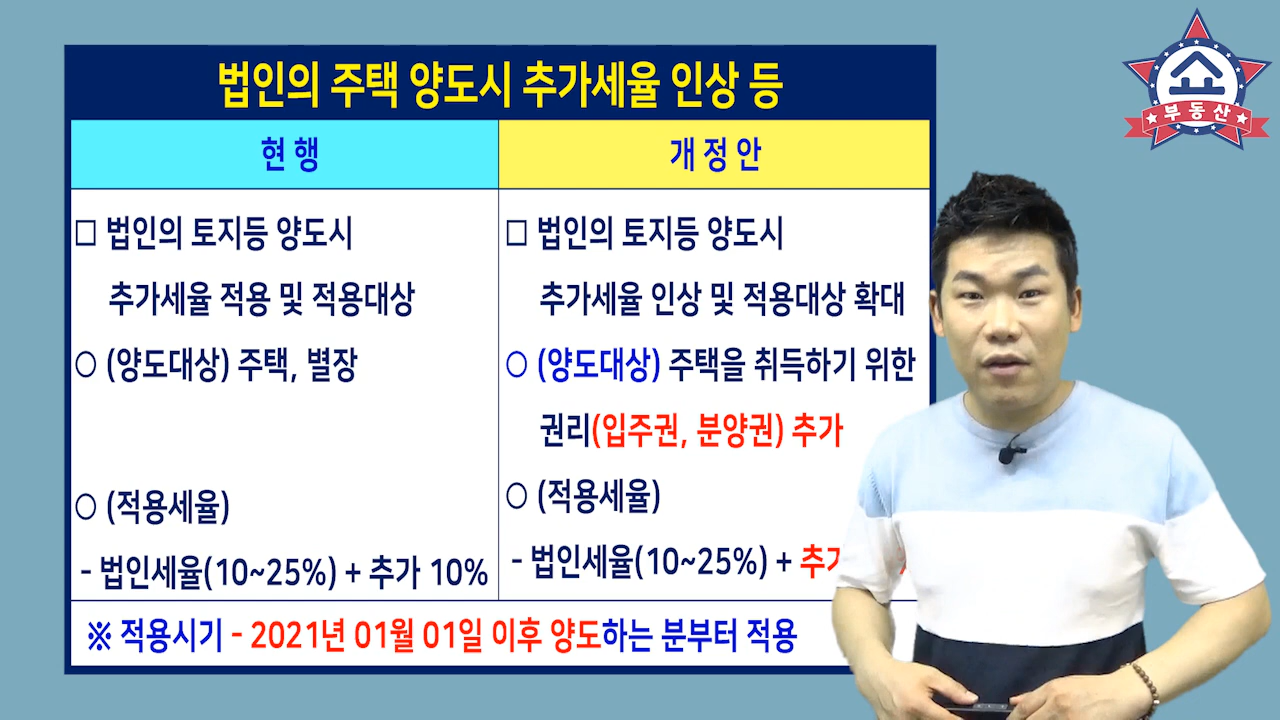 법인의 주택 양도시 추가세율 인상 등
현 행
개 정 안
□ 법인의 토지등 양도시
추가세율 적용 및 적용대상
○ (양도대상) 주택, 별장
○ (적용세율)
- 법인세율(10~25%) + 추가 10%
□ 법인의 토지등 양도시
추가세율 인상 및 적용대상 확대
○ (양도대상) 주택을 취득하기 위한
권리(입주권, 분양권) 추가
○ (적용세율)
- 법인세율(10~25%) +
※ 적용시기 - 2021년 01월 01일 이후 양도하는 분부터 적용
부동산